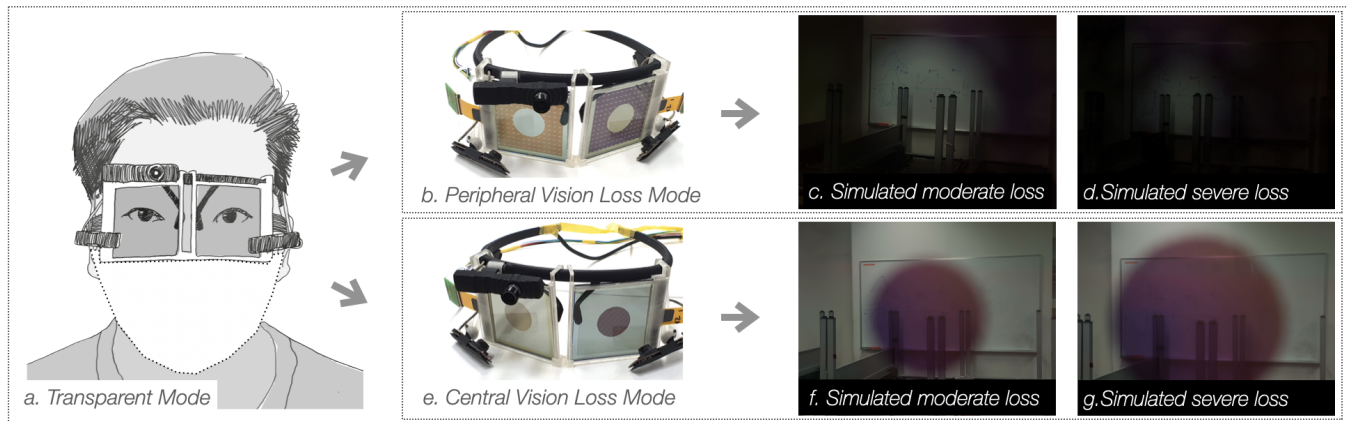 a. Transparent Mode
b. Peripheral Vision Loss Mode
c. Simulated moderate loss
d.Simulated severe loss
e. Central Vision Loss Mode
f. Simulated moderate loss
g.Simulated severe loss